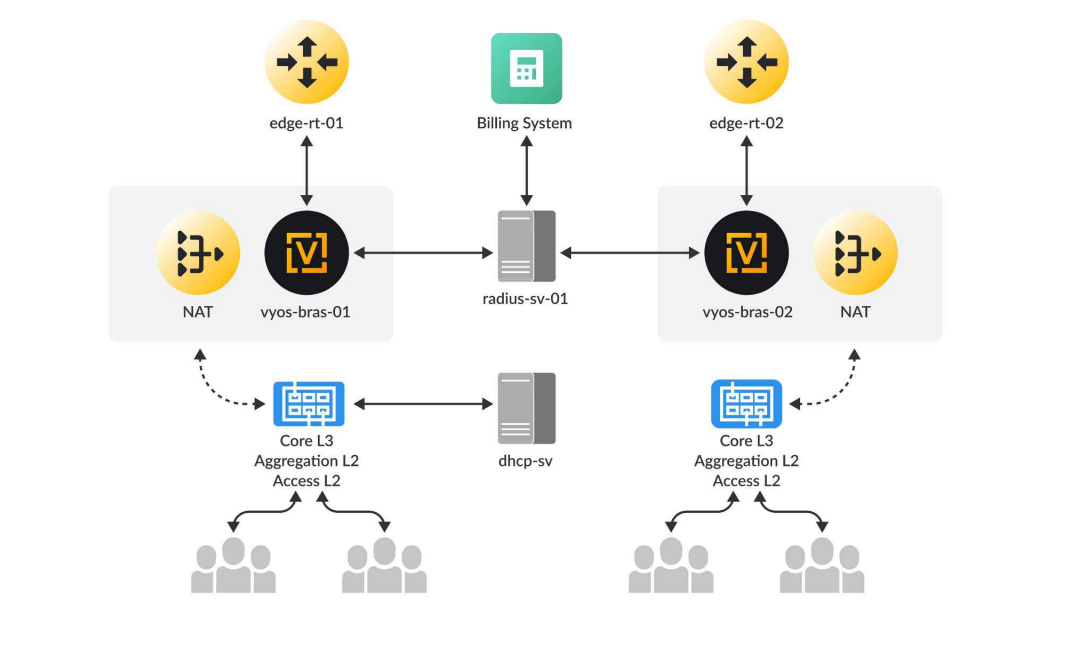 edge-rt-01
Billing System
edge-rt-02
NAT
vyos-bras-01
radius-sv-01
vyos-bras-02
NAT
Core L3
Aggregation L2
Access L2
dhcp-sv
Core L3
Aggregation L2
Access L2